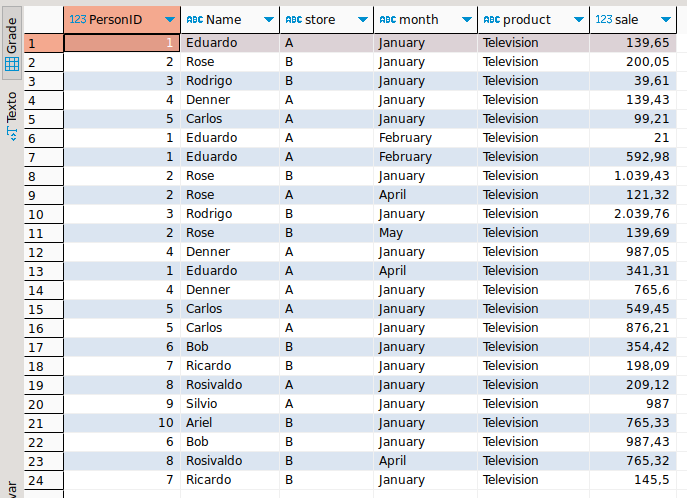 Grade
Texto
var
123 PersonID ABC Name ABC store ABC month ABC product 123 sale
1 1 Eduardo A January Television 139,65
2 2 Rose B January Television 200,05
3 3 Rodrigo B January Television 39,61
4 4 Denner A January Television 139,43
5 5 Carlos A January Television 99,21
6 1 Eduardo A February Television 21
7 1 Eduardo A February Television 592,98
8 2 Rose B January Television 1.039,43
9 2 Rose A April Television 121,32
10 3 Rodrigo B January Television 2.039,76
11 2 Rose B May Television 139,69
12 4 Denner A January Television 987,05
13 1 Eduardo A April Television 341,31
14 4 Denner A January Television 765,6
15 5 Carlos A January Television 549,45
16 5 Carlos A January Television 876,21
17 6 Bob B January Television 354,42
18 7 Ricardo B January Television 198,09
19 8 Rosivaldo A January Television 209,12
20 9 Silvio A January Television 987
21 10 Ariel B January Television 765,33
22 6 Bob B January Television 987,43
23 8 Rosivaldo B April Television 765,32
24 7 Ricardo B January Television 145,5